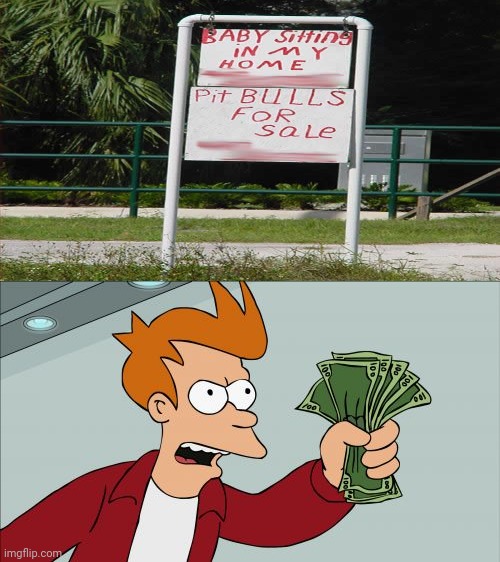 BABY Sitting
IN MY
HOME
Pit BULLS
FOR
Sale
imgflip.com